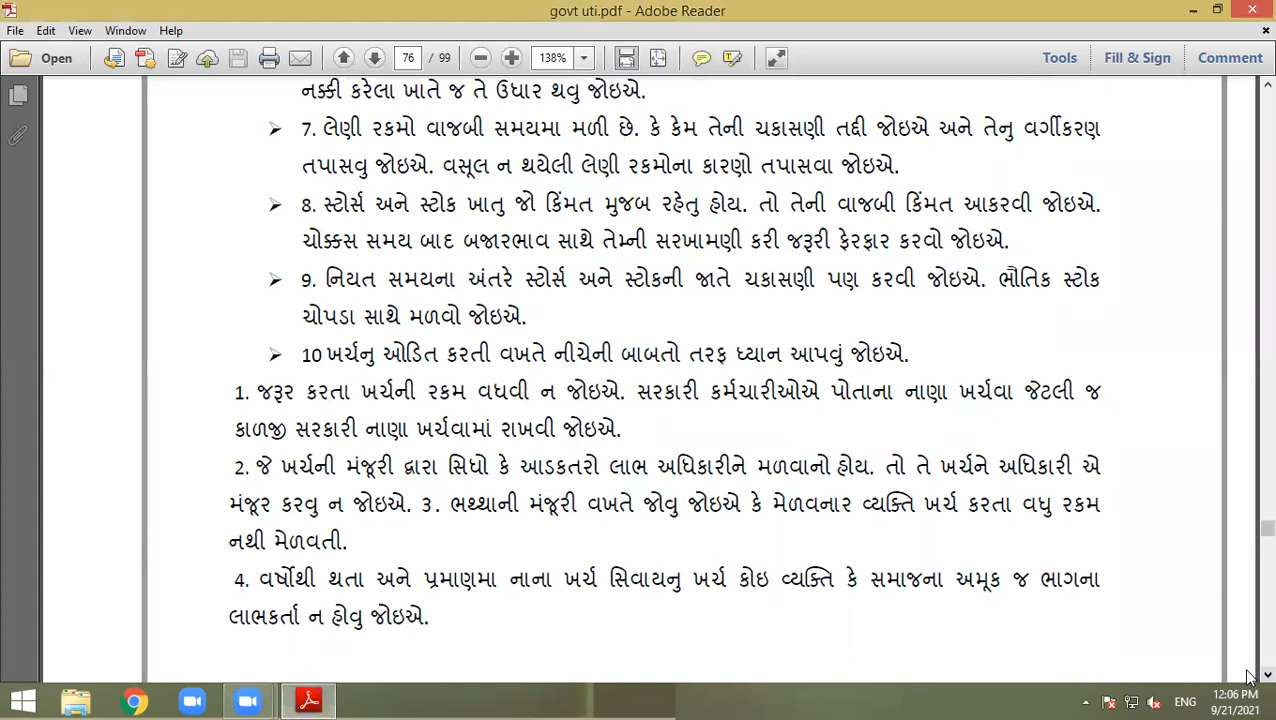 govt uti.pdf - Adobe Reader
File Edit View Window Help
Open 76 / 99 138% Tools Fill & Sign Comment
નક્કી કરેલા ખાતે જ તે ઉધાર થવુ જોઇએ.
➢ 7. લેણી રકમો વાજબી સમયમા મળી છે. કે કેમ તેની ચકાસણી તદ્દી જોઇએ અને તેનુ વર્ગીકરણ
તપાસવુ જોઇએ. વસૂલ ન થયેલી લેણી રકમોના કારણો તપાસવા જોઇએ.
➢ 8. સ્ટોર્સ અને સ્ટોક ખાતુ જો કિંમત મુજબ રહેતુ હોય. તો તેની વાજબી કિંમત આકરવી જોઇએ.
ચોક્કસ સમય બાદ બજારભાવ સાથે તેમ્ની સરખામણી કરી જરૂરી ફેરફાર કરવો જોઇએ.
➢ 9. નિયત સમયના અંતરે સ્ટોર્સ અને સ્ટોકની જાતે ચકાસણી પણ કરવી જોઇએ. ભૌતિક સ્ટોક
ચોપડા સાથે મળવો જોઇએ.
➢ 10 ખર્ચનુ ઓડિત કરતી વખતે નીચેની બાબતો તરફ ધ્યાન આપવું જોઇએ.
1. જરૂર કરતા ખર્ચની રકમ વધવી ન જોઇએ. સરકારી કર્મચારીઓએ પોતાના નાણા ખર્ચવા જેટલી જ
કાળજી સરકારી નાણા ખર્ચવામાં રાખવી જોઇએ.
2. જે ખર્ચની મંજૂરી દ્વારા સિધો કે આડકતરો લાભ અધિકારીને મળવાનો હોય. તો તે ખર્ચને અધિકારી એ
મંજૂર કરવુ ન જોઇએ. ૩. ભથ્થાની મંજૂરી વખતે જોવુ જોઇએ કે મેળવનાર વ્યક્તિ ખર્ચ કરતા વધુ રકમ
નથી મેળવતી.
4. વર્ષોથી થતા અને પ્રમાણમા નાના ખર્ચ સિવાયનુ ખર્ચ કોઇ વ્યક્તિ કે સમાજના અમૂક જ ભાગના
લાભકર્તા ન હોવુ જોઇએ.
ENG 12:06 PM
9/21/2021